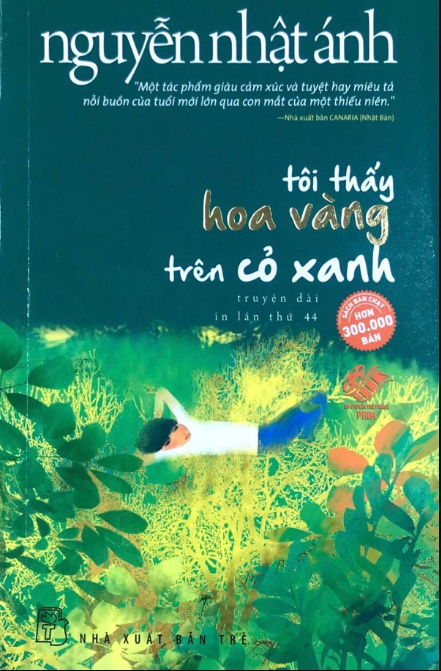 nguyễn nhật ánh
"Một tác phẩm giàu cảm xúc và tuyệt hay miêu tả
nỗi buồn của tuổi mới lớn qua con mắt của một thiếu niên."
—Nhà xuất bản CANARIA (Nhật Bản)
tôi thấy
hoa vàng
trên cỏ xanh
truyện dài
in lần thứ 44
SÁCH BÁN CHẠY
HƠN
300.000
BẢN
PHIM
NHÀ XUẤT BẢN TRẺ